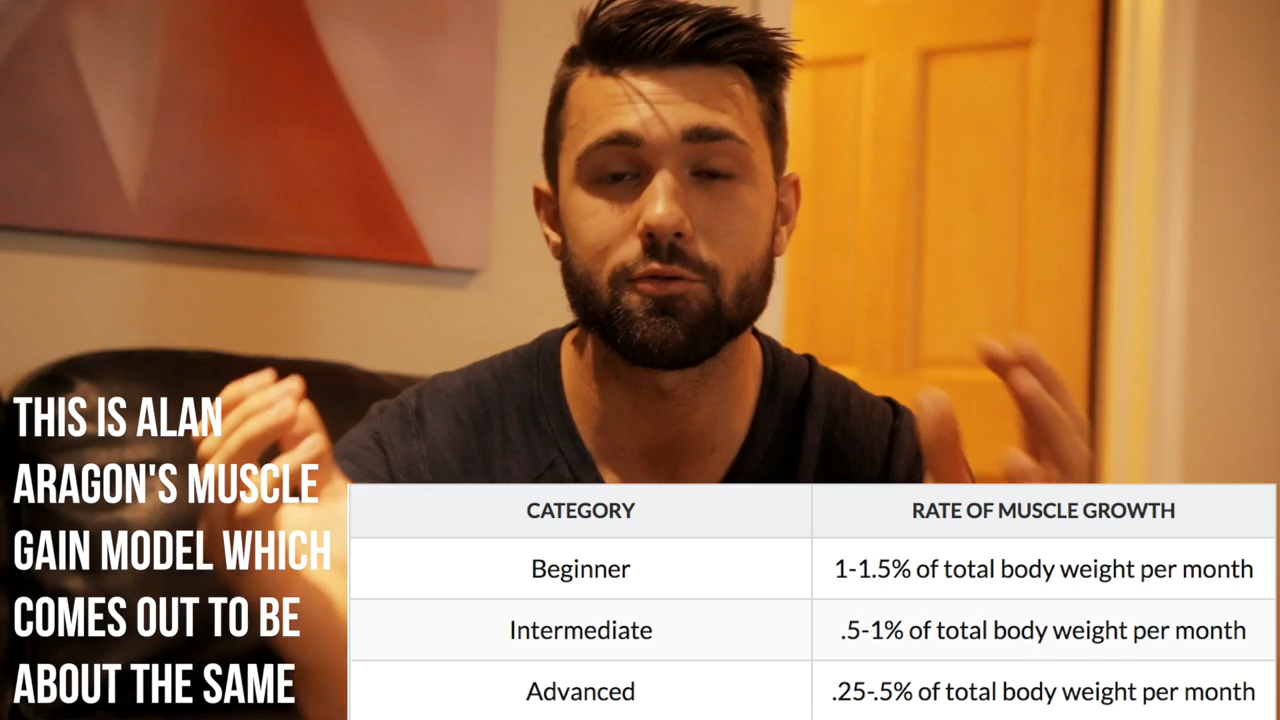 THIS IS ALAN
ARAGON'S MUSCLE
GAIN MODEL WHICH
COMES OUT TO BE
ABOUT THE SAME
CATEGORY RATE OF MUSCLE GROWTH
Beginner 1-1.5% of total body weight per month
Intermediate .5-1% of total body weight per month
Advanced .25-.5% of total body weight per month